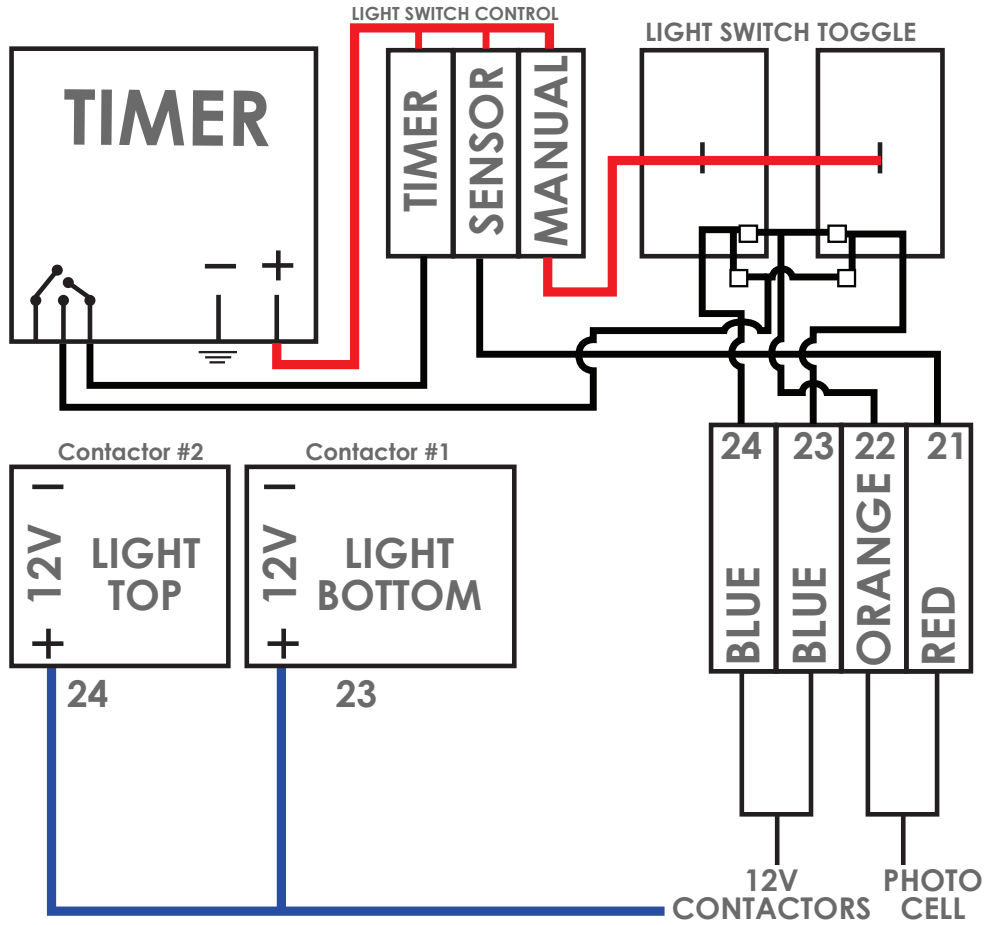 LIGHT SWITCH CONTROL
LIGHT SWITCH TOGGLE
TIMER
TIMER
SENSOR
MANUAL
− +
Contactor #2
Contactor #1
24 23 22 21
BLUE
BLUE
ORANGE
RED
−
12V
+
LIGHT
TOP
−
12V
+
LIGHT
BOTTOM
24
23
12V
CONTACTORS
PHOTO
CELL